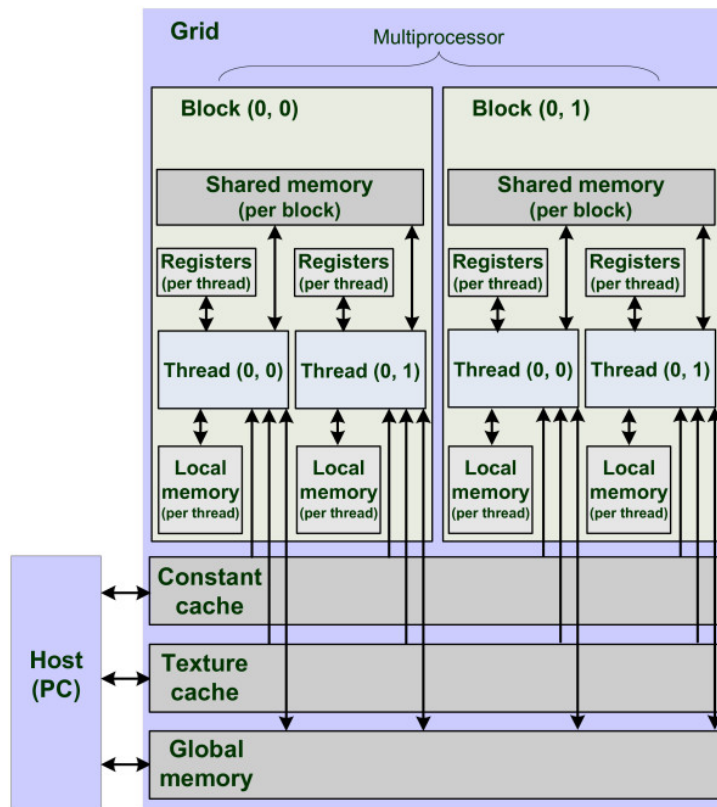 Grid
Multiprocessor
Block (0, 0)
Shared memory
(per block)
Registers
(per thread)
Registers
(per thread)
Thread (0, 0)
Thread (0, 1)
Local
memory
(per thread)
Local
memory
(per thread)
Block (0, 1)
Shared memory
(per block)
Registers
(per thread)
Registers
(per thread)
Thread (0, 0)
Thread (0, 1)
Local
memory
(per thread)
Local
memory
(per thread)
Host
(PC)
Constant
cache
Texture
cache
Global
memory